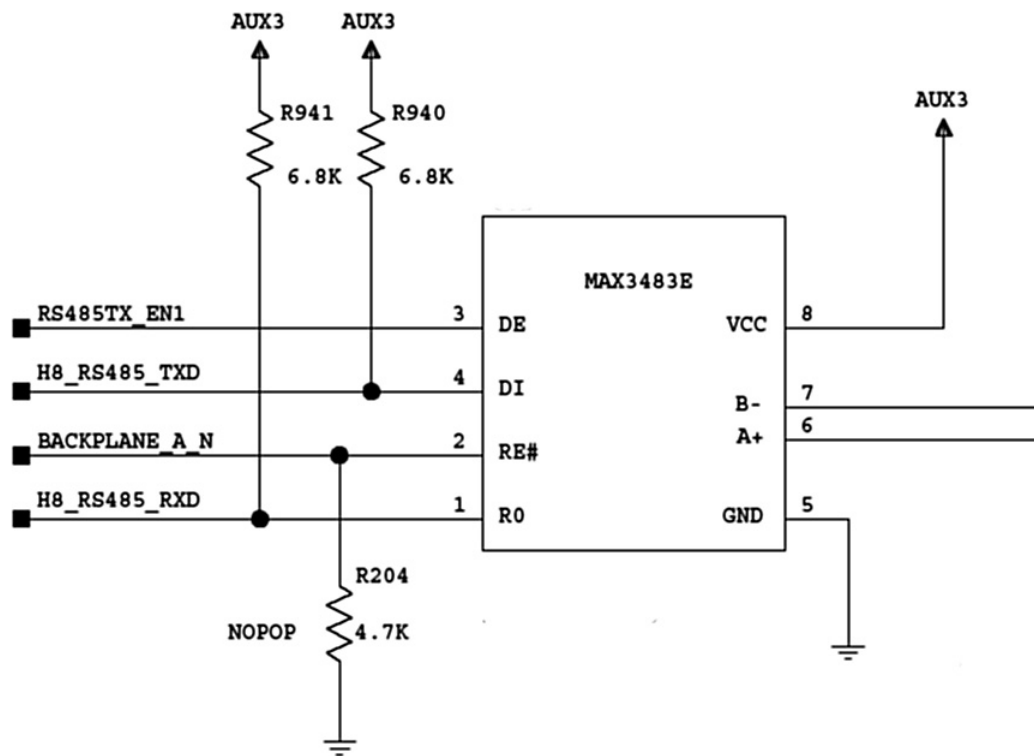 AUX3 AUX3
AUX3
R941 R940
6.8K 6.8K
MAX3483E
RS485TX_EN1 3 DE VCC 8
H8_RS485_TXD 4 DI
B- 7
BACKPLANE_A_N 2 RE# A+ 6
H8_RS485_RXD 1 R0 GND 5
R204
NOPOP 4.7K